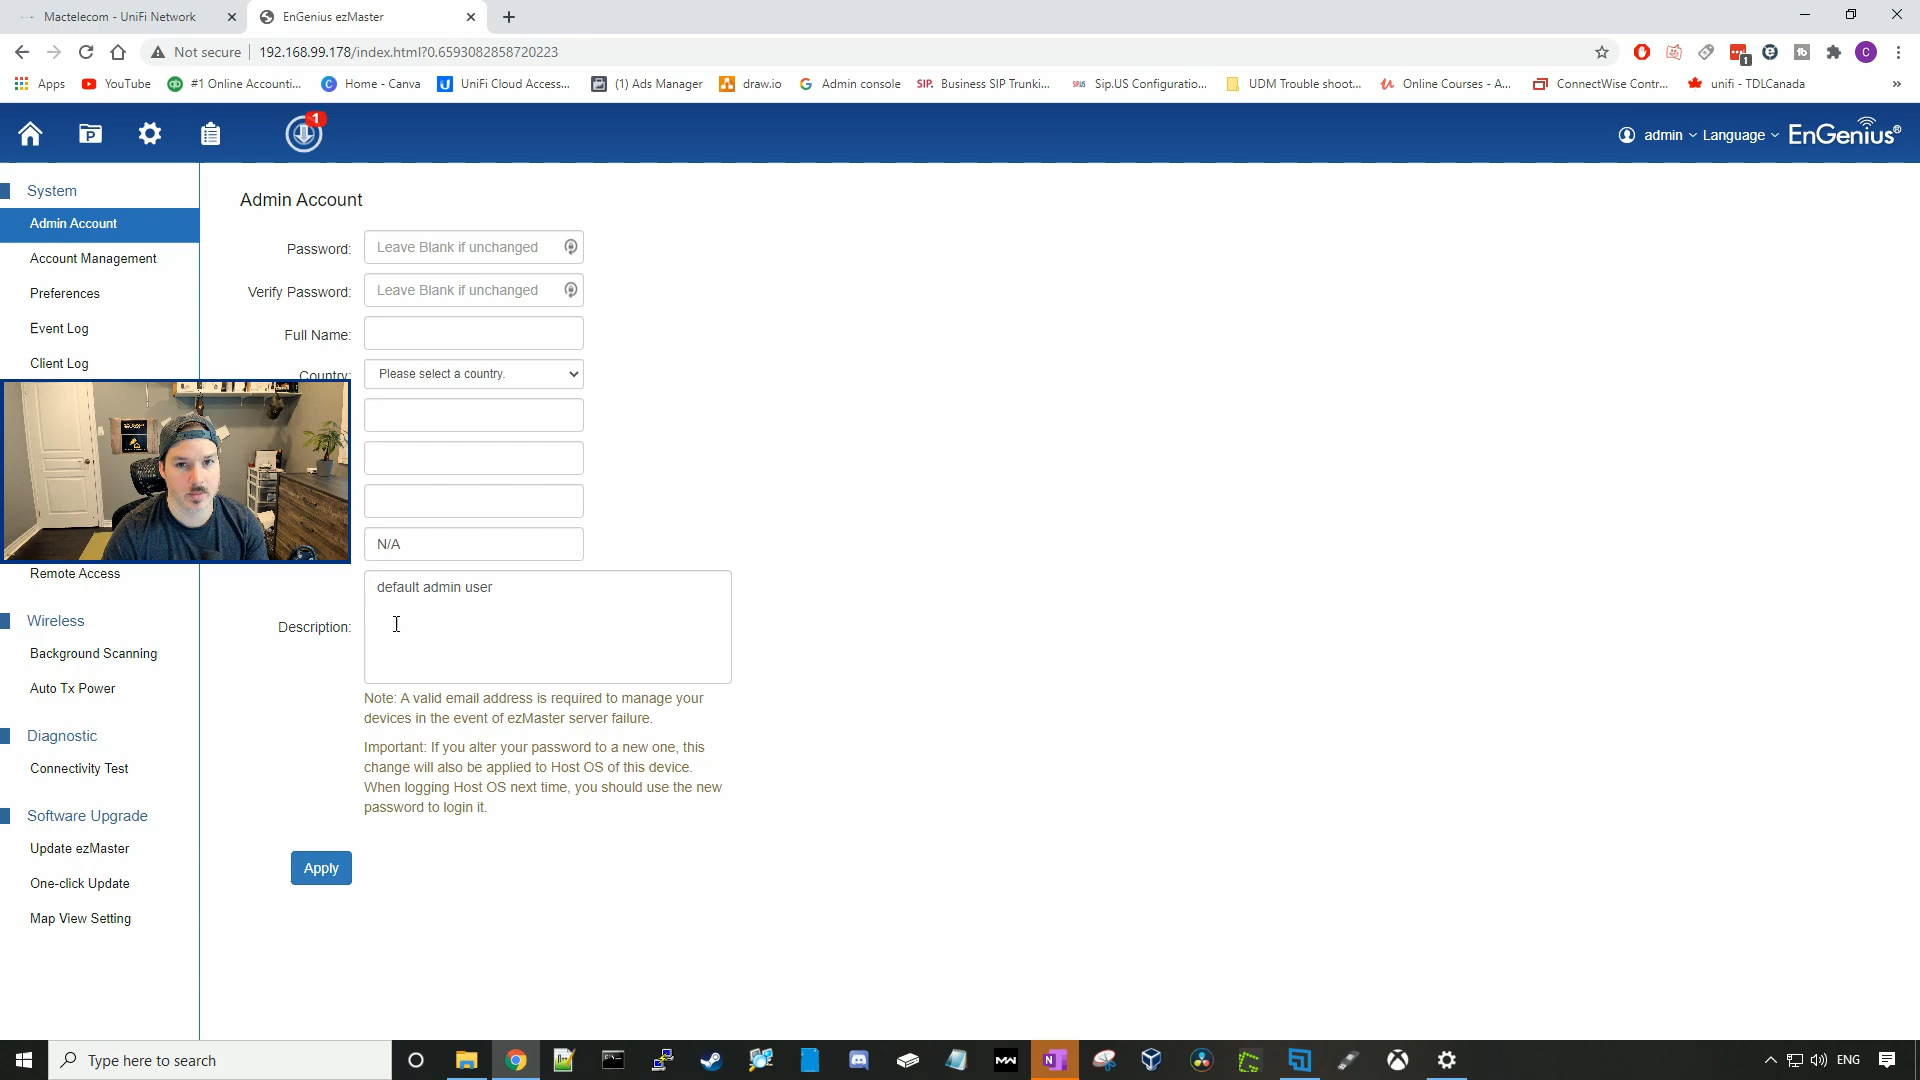 Mactelecom - UniFi Network
EnGenius ezMaster
Not secure
192.168.99.178/index.html?0.6593082858720223
Apps
YouTube
#1 Online Accounti...
Home - Canva
UniFi Cloud Access...
(1) Ads Manager
draw.io
Admin console
SIP. Business SIP Trunki...
Sip.US Configuratio...
UDM Trouble shoot...
Online Courses - A...
ConnectWise Contr...
unifi - TDLCanada
»
1
admin
Language
EnGenius®
System
Admin Account
Account Management
Preferences
Event Log
Client Log
Remote Access
Wireless
Background Scanning
Auto Tx Power
Diagnostic
Connectivity Test
Software Upgrade
Update ezMaster
One-click Update
Map View Setting
Admin Account
Password:
Leave Blank if unchanged
Verify Password:
Leave Blank if unchanged
Full Name:
Country:
Please select a country.
N/A
Description:
default admin user
Note: A valid email address is required to manage your
devices in the event of ezMaster server failure.
Important: If you alter your password to a new one, this
change will also be applied to Host OS of this device.
When logging Host OS next time, you should use the new
password to login it.
Apply
Type here to search
ENG